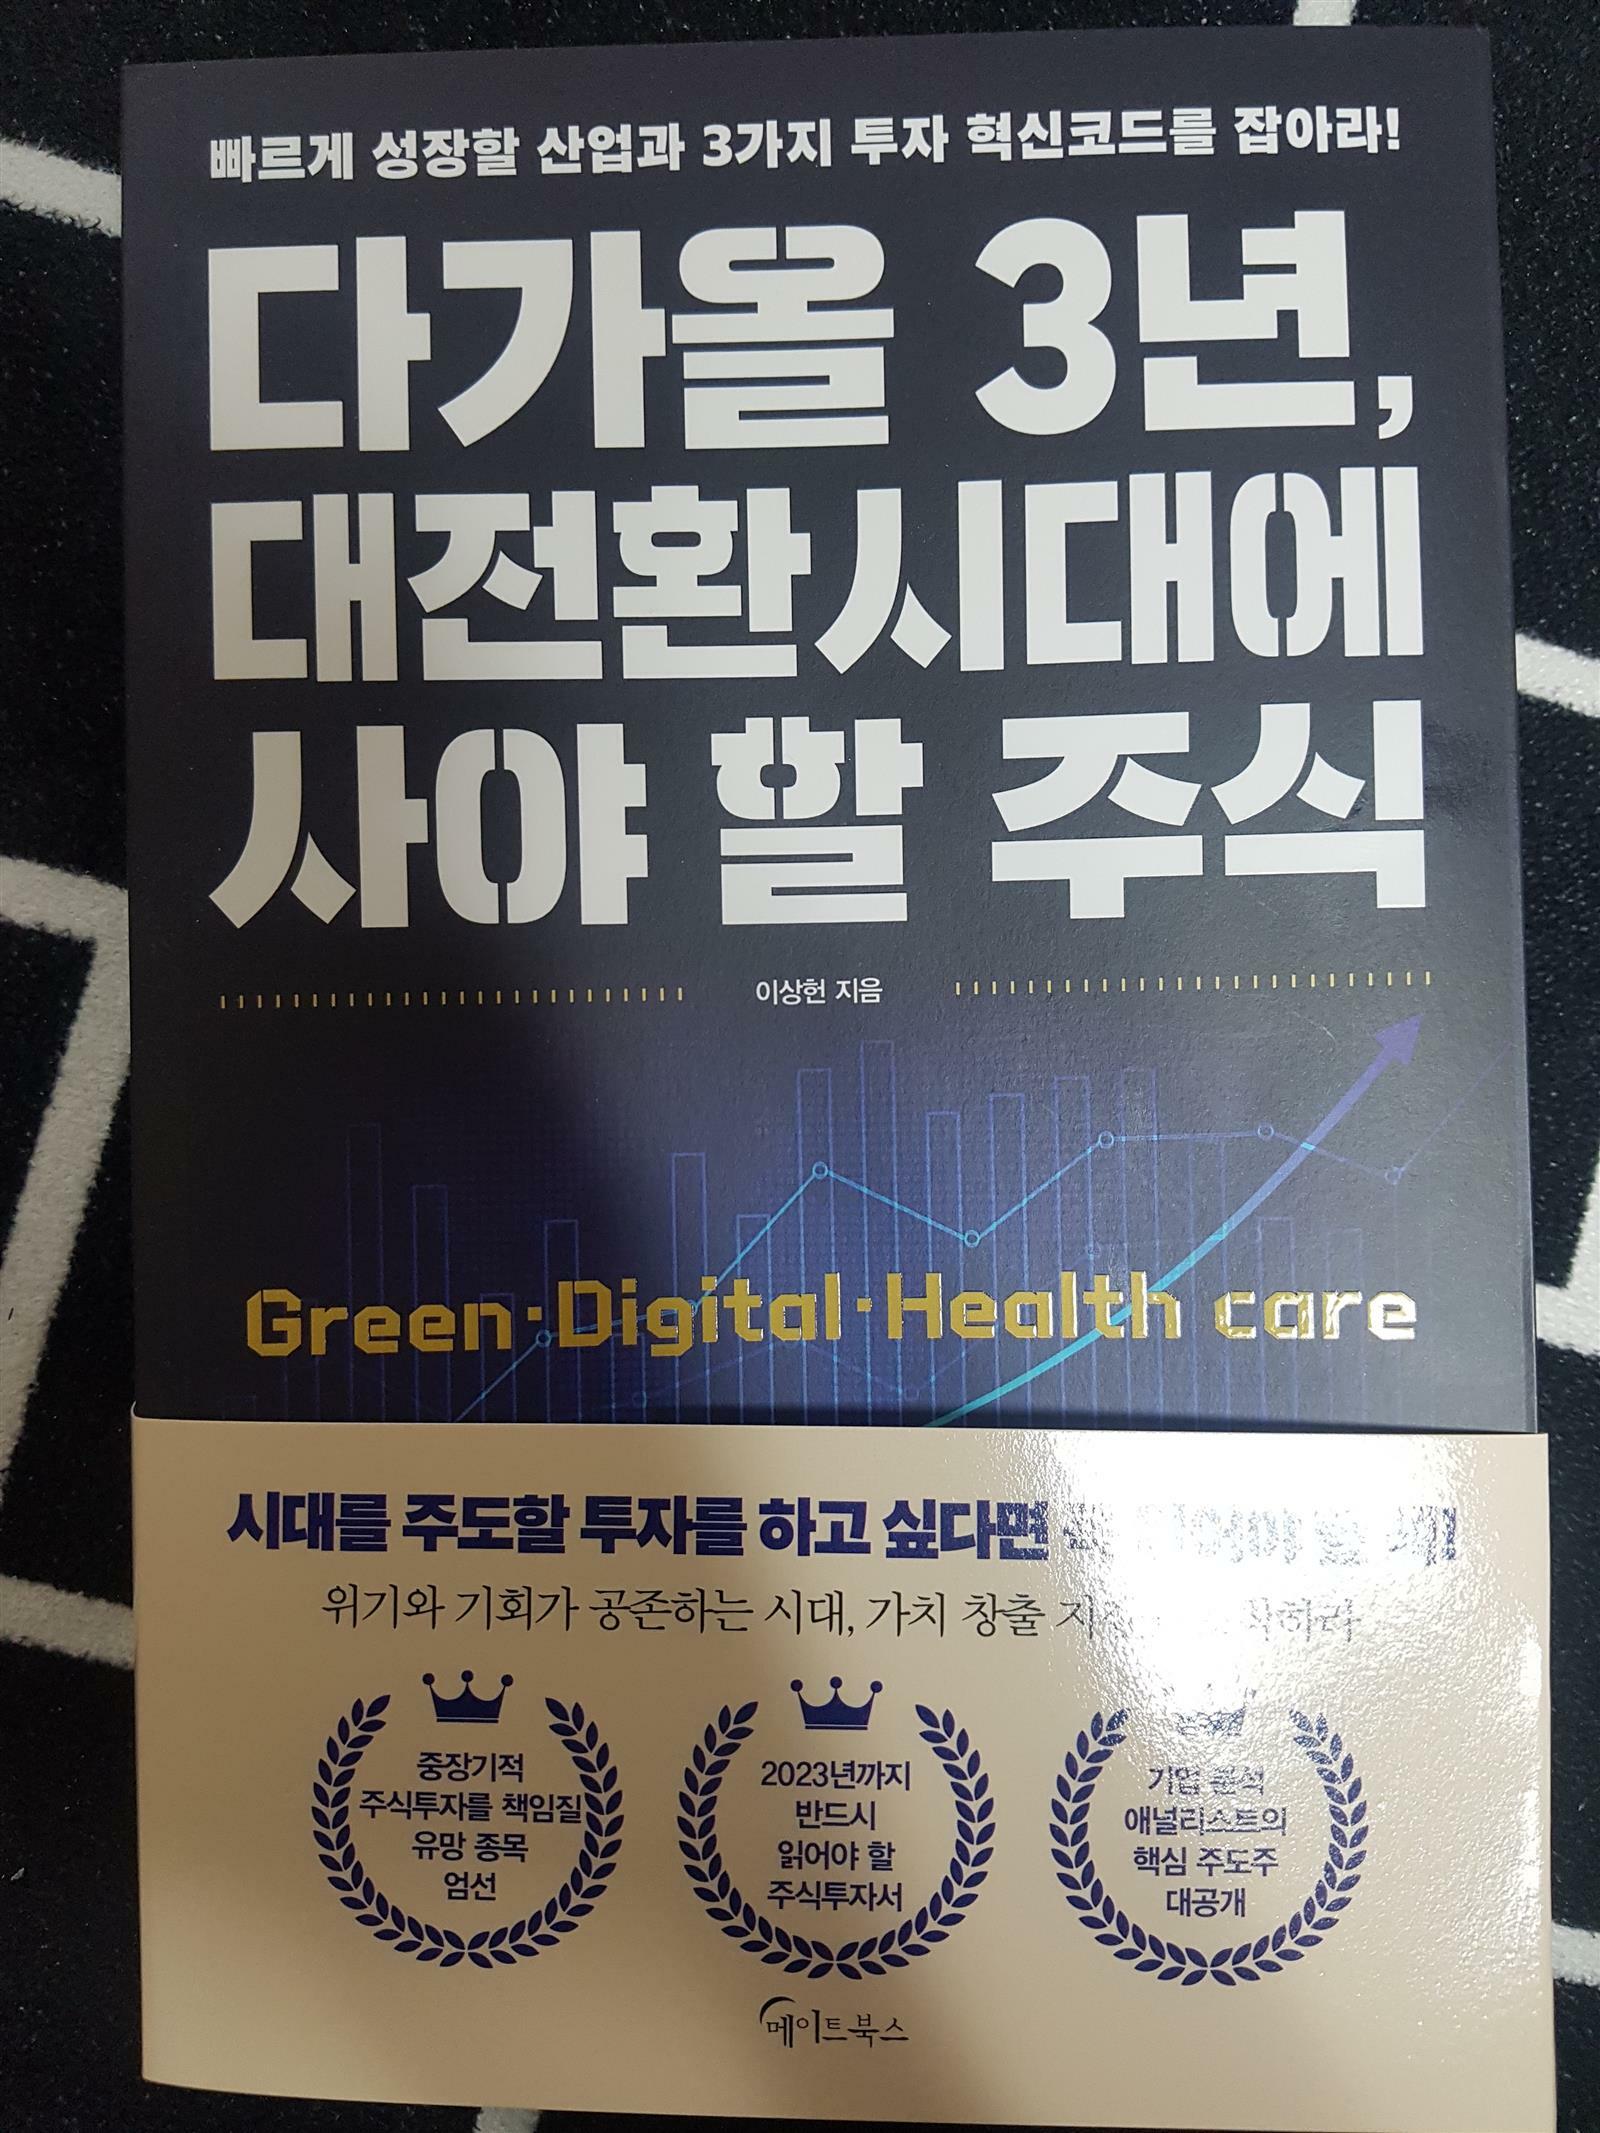 빠르게 성장할 산업과 3가지 투자 혁신코드를 잡아라!
다가올 3년,
대전환시대에
사야 할 주식
이상헌 지음
Green·Digital·Health care
시대를 주도할 투자를 하고 싶다면
위기와 기회가 공존하는 시대, 가치 창출
중장기적
주식투자를 책임질
유망 종목
엄선
2023년까지
반드시
읽어야 할
주식투자서
기업 분석
애널리스트의
핵심 주도주
대공개
메이트북스